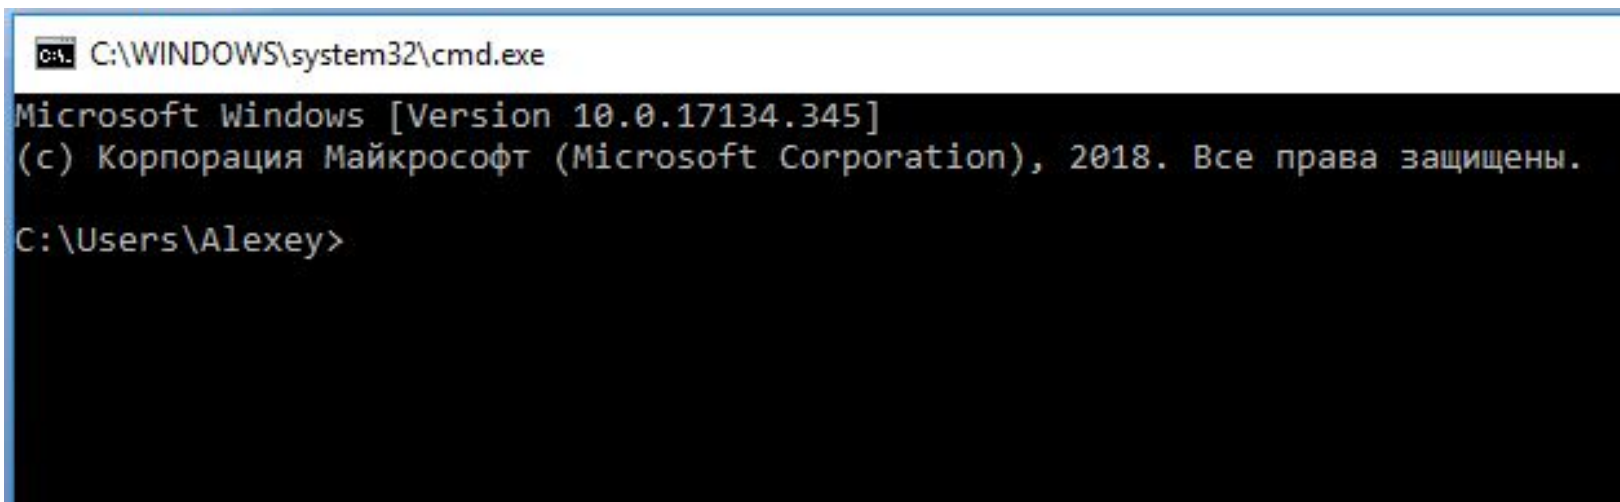 C:\WINDOWS\system32\cmd.exe
Microsoft Windows [Version 10.0.17134.345]
(c) Корпорация Майкрософт (Microsoft Corporation), 2018. Все права защищены.
C:\Users\Alexey>